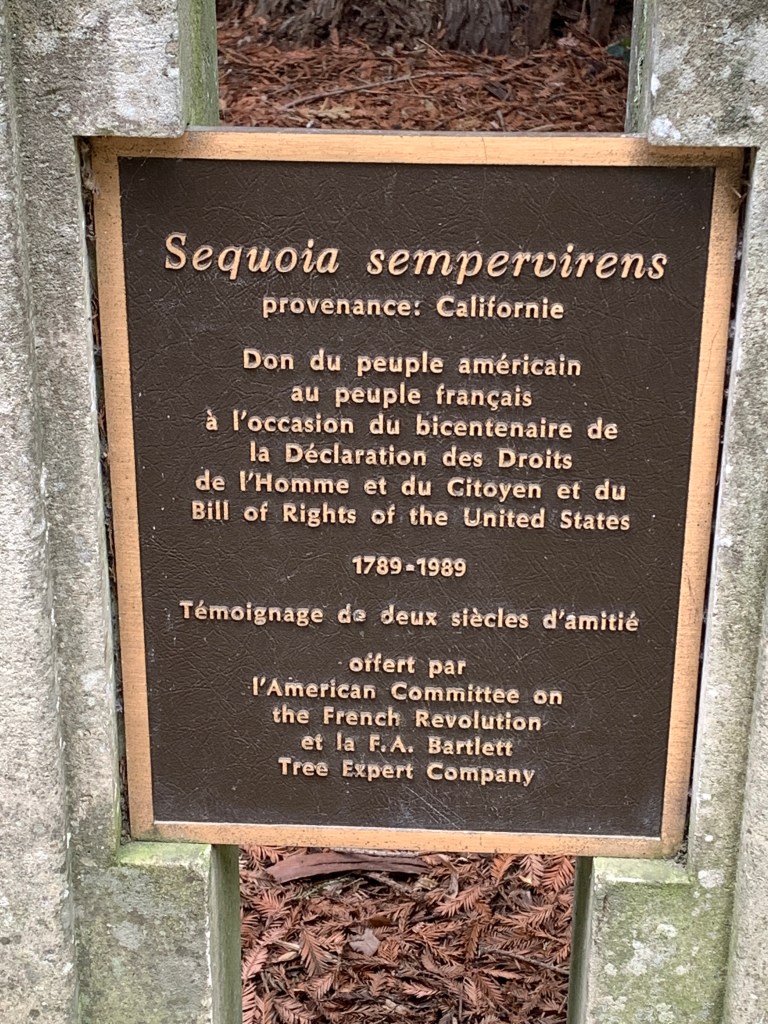 Sequoia sempervirens
provenance: Californie
Don du peuple américain
au peuple français
à l'occasion du bicentenaire de
la Déclaration des Droits
de l'Homme et du Citoyen et du
Bill of Rights of the United States
1789-1989
Témoignage de deux siècles d'amitié
offert par
l'American Committee on
the French Revolution
et la F.A. Bartlett
Tree Expert Company